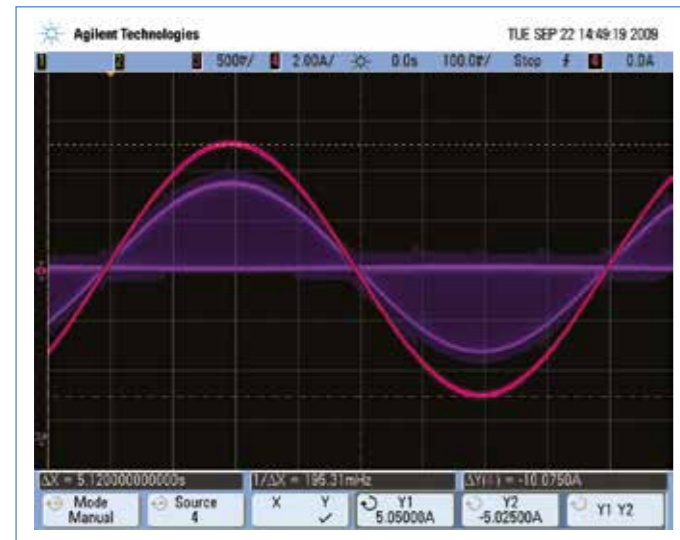 Agilent Technologies TUE SEP 22 14:49:19 2009
1 2 3 500▿/ 4 2.00A/ 0.0s 100.0▿/ Stop 4 0.0A
ΔX = 5.120000000000s 1/ΔX = 195.31mHz ΔY(4) = -10.0750A
Mode Source X Y Y1 Y2 Y1 Y2
Manual 4 ✓ 5.05000A -5.02500A